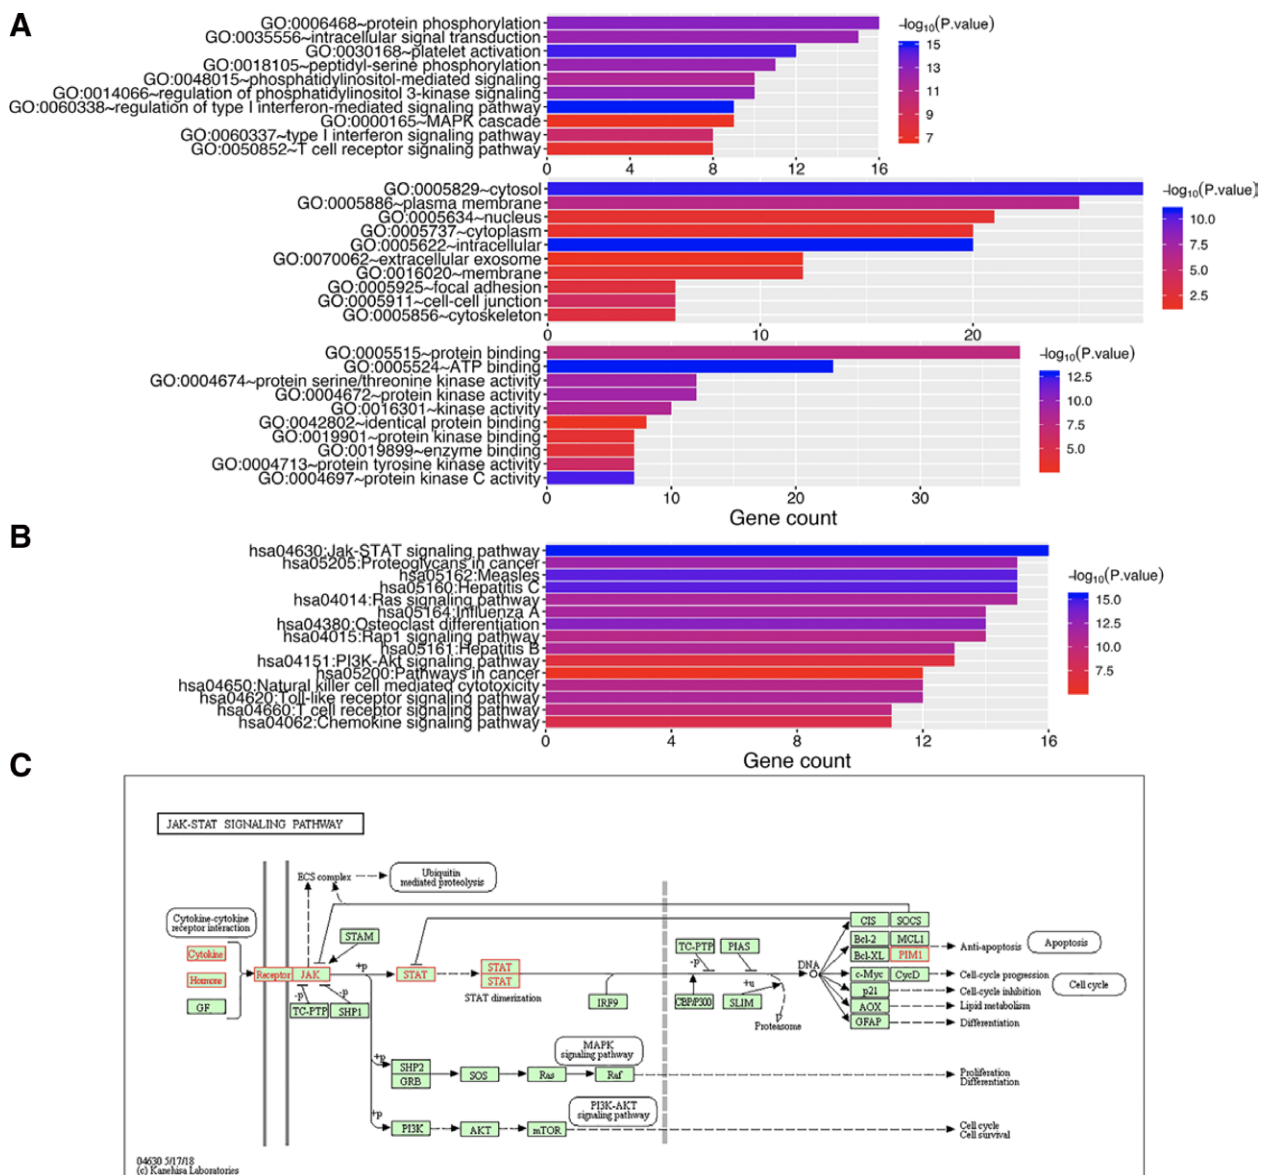 A
GO:0006468~protein phosphorylation
GO:0035556~intracellular signal transduction
GO:0030168~platelet activation
GO:0018105~peptidyl-serine phosphorylation
GO:0048015~phosphatidylinositol-mediated signaling
GO:0014066~regulation of phosphatidylinositol 3-kinase signaling
GO:0060338~regulation of type I interferon-mediated signaling pathway
GO:0000165~MAPK cascade
GO:0060337~type I interferon signaling pathway
GO:0050852~T cell receptor signaling pathway
0 4 8 12 16
-log10(P.value)
15
13
11
9
7
GO:0005829~cytosol
GO:0005886~plasma membrane
GO:0005634~nucleus
GO:0005737~cytoplasm
GO:0005622~intracellular
GO:0070062~extracellular exosome
GO:0016020~membrane
GO:0005925~focal adhesion
GO:0005911~cell-cell junction
GO:0005856~cytoskeleton
0 10 20
-log10(P.value)
10.0
7.5
5.0
2.5
GO:0005515~protein binding
GO:0005524~ATP binding
GO:0004674~protein serine/threonine kinase activity
GO:0004672~protein kinase activity
GO:0016301~kinase activity
GO:0042802~identical protein binding
GO:0019901~protein kinase binding
GO:0019899~enzyme binding
GO:0004713~protein tyrosine kinase activity
GO:0004697~protein kinase C activity
0 10 20 30
Gene count
-log10(P.value)
12.5
10.0
7.5
5.0
B
hsa04630:Jak-STAT signaling pathway
hsa05205:Proteoglycans in cancer
hsa05162:Measles
hsa05160:Hepatitis C
hsa04014:Ras signaling pathway
hsa05164:Influenza A
hsa04380:Osteoclast differentiation
hsa04015:Rap1 signaling pathway
hsa05161:Hepatitis B
hsa04151:PI3K-Akt signaling pathway
hsa05200:Pathways in cancer
hsa04650:Natural killer cell mediated cytotoxicity
hsa04620:Toll-like receptor signaling pathway
hsa04660:T cell receptor signaling pathway
hsa04062:Chemokine signaling pathway
0 4 8 12 16
Gene count
-log10(P.value)
15.0
12.5
10.0
7.5
C
JAK-STAT SIGNALING PATHWAY
ECS complex
Ubiquitin
mediated proteolysis
Cytokine-cytokine
receptor interaction
Cytokine
Hormone
GF
Receptor
JAK
STAM
+p
-p
-p
TC-PTP
SHP1
STAT
STAT
STAT
STAT dimerization
IRF9
TC-PTP
PIAS
-p
+u
CBP/P300
SLIM
Proteasome
DNA
CIS
SOCS
Bcl-2
MCL1
Bcl-XL
PIM1
c-Myc
CycD
p21
AOX
GFAP
Anti-apoptosis
Apoptosis
Cell-cycle progression
Cell-cycle inhibition
Cell cycle
Lipid metabolism
Differentiation
+p
SHP2
GRB
SOS
Ras
Raf
MAPK
signaling pathway
Proliferation
Differentiation
+p
PI3K
AKT
mTOR
PI3K-AKT
signaling pathway
Cell cycle
Cell survival
04630 5/17/18
(c) Kanehisa Laboratories